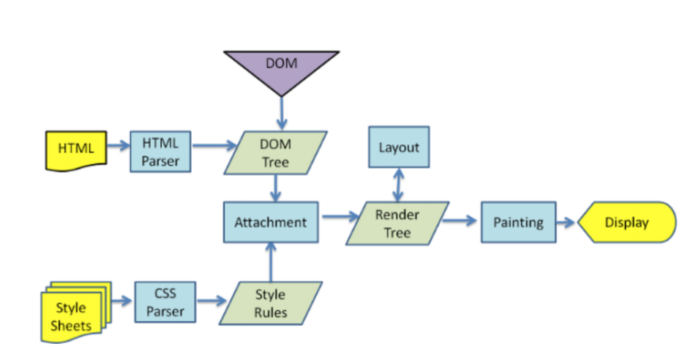 DOM
HTML
HTML
Parser
DOM
Tree
Layout
Attachment
Render
Tree
Painting
Display
Style
Sheets
CSS
Parser
Style
Rules